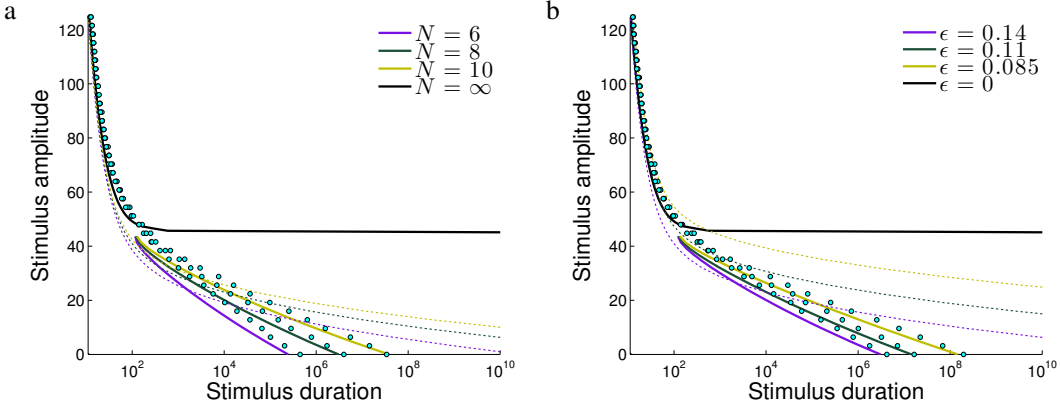 a
120
100
80
60
40
20
0
Stimulus amplitude
10^2
10^4
10^6
10^8
10^10
Stimulus duration
N = 6
N = 8
N = 10
N = ∞
b
120
100
80
60
40
20
0
Stimulus amplitude
10^2
10^4
10^6
10^8
10^10
Stimulus duration
ϵ = 0.14
ϵ = 0.11
ϵ = 0.085
ϵ = 0